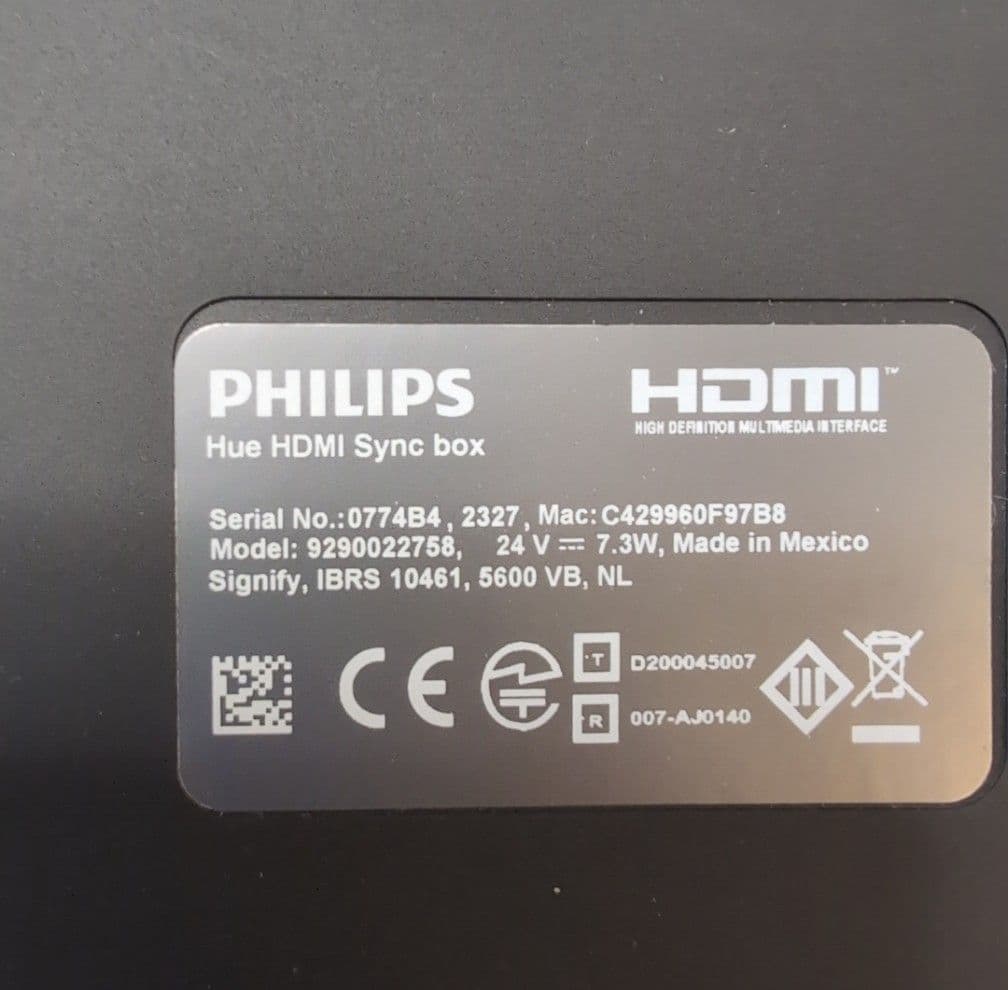 PHILIPS
Hue HDMI Sync box
HDMI™
HIGH DEFINITION MULTIMEDIA INTERFACE
Serial No.:0774B4, 2327, Mac:C429960F97B8
Model: 9290022758, 24 V ⎓ 7.3W, Made in Mexico
Signify, IBRS 10461, 5600 VB, NL
CE
T D200045007
R 007-AJ0140